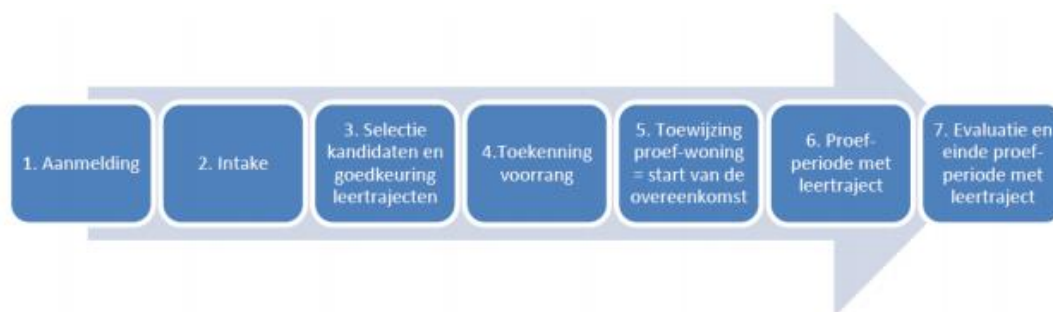 1. Aanmelding
2. Intake
3. Selectie
kandidaten en
goedkeuring
leertrajecten
4.Toekenning
voorrang
5. Toewijzing
proef-woning
= start van de
overeenkomst
6. Proef-
periode met
leertraject
7. Evaluatie en
einde proef-
periode met
leertraject